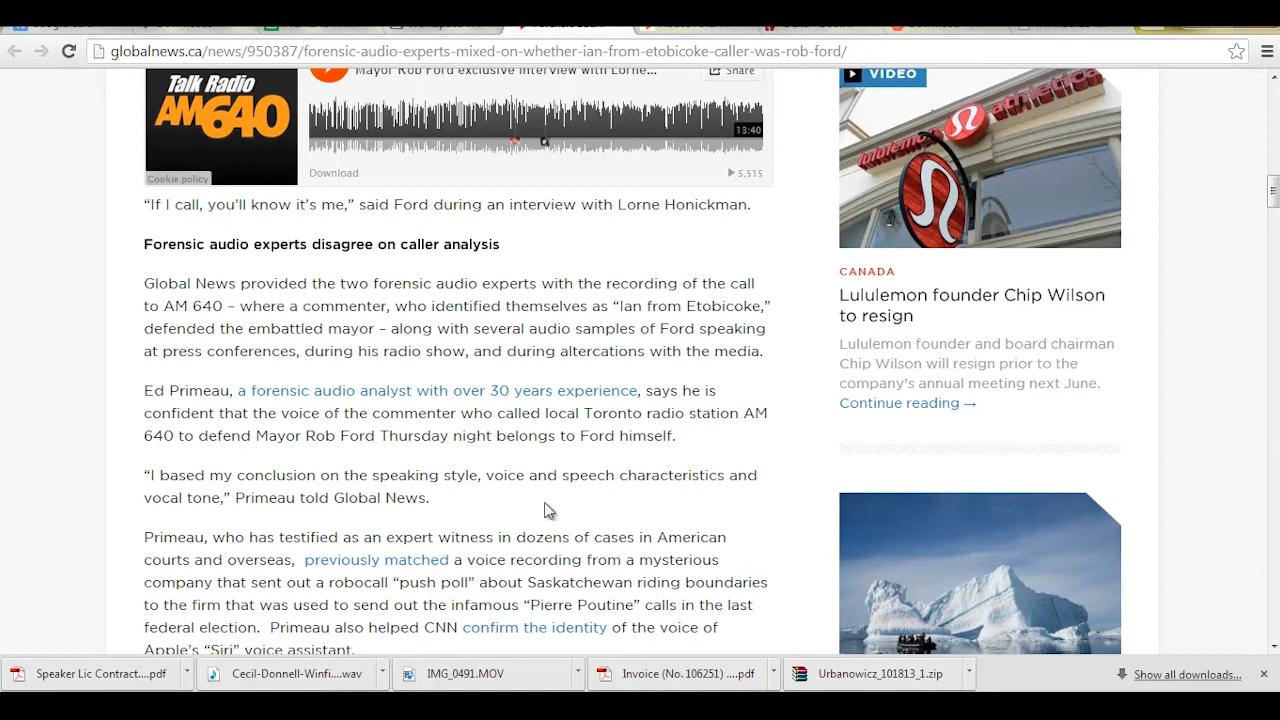 globalnews.ca/news/950387/forensic-audio-experts-mixed-on-whether-ian-from-etobicoke-caller-was-rob-ford/
Talk Radio
AM640
Cookie policy
Mayor Rob Ford exclusive interview with Lorne...
Share
13:40
Download
5,515
“If I call, you’ll know it’s me,” said Ford during an interview with Lorne Honickman.
Forensic audio experts disagree on caller analysis
Global News provided the two forensic audio experts with the recording of the call
to AM 640 – where a commenter, who identified themselves as “Ian from Etobicoke,”
defended the embattled mayor – along with several audio samples of Ford speaking
at press conferences, during his radio show, and during altercations with the media.
Ed Primeau, a forensic audio analyst with over 30 years experience, says he is
confident that the voice of the commenter who called local Toronto radio station AM
640 to defend Mayor Rob Ford Thursday night belongs to Ford himself.
“I based my conclusion on the speaking style, voice and speech characteristics and
vocal tone,” Primeau told Global News.
Primeau, who has testified as an expert witness in dozens of cases in American
courts and overseas, previously matched a voice recording from a mysterious
company that sent out a robocall “push poll” about Saskatchewan riding boundaries
to the firm that was used to send out the infamous “Pierre Poutine” calls in the last
federal election. Primeau also helped CNN confirm the identity of the voice of
Apple’s “Siri” voice assistant.
VIDEO
lululemon athletica
CANADA
Lululemon founder Chip Wilson
to resign
Lululemon founder and board chairman
Chip Wilson will resign prior to the
company's annual meeting next June.
Continue reading →
Speaker Lic Contract....pdf
Cecil-Donnell-Winfi....wav
IMG_0491.MOV
Invoice (No. 106251) ....pdf
Urbanowicz_101813_1.zip
Show all downloads...